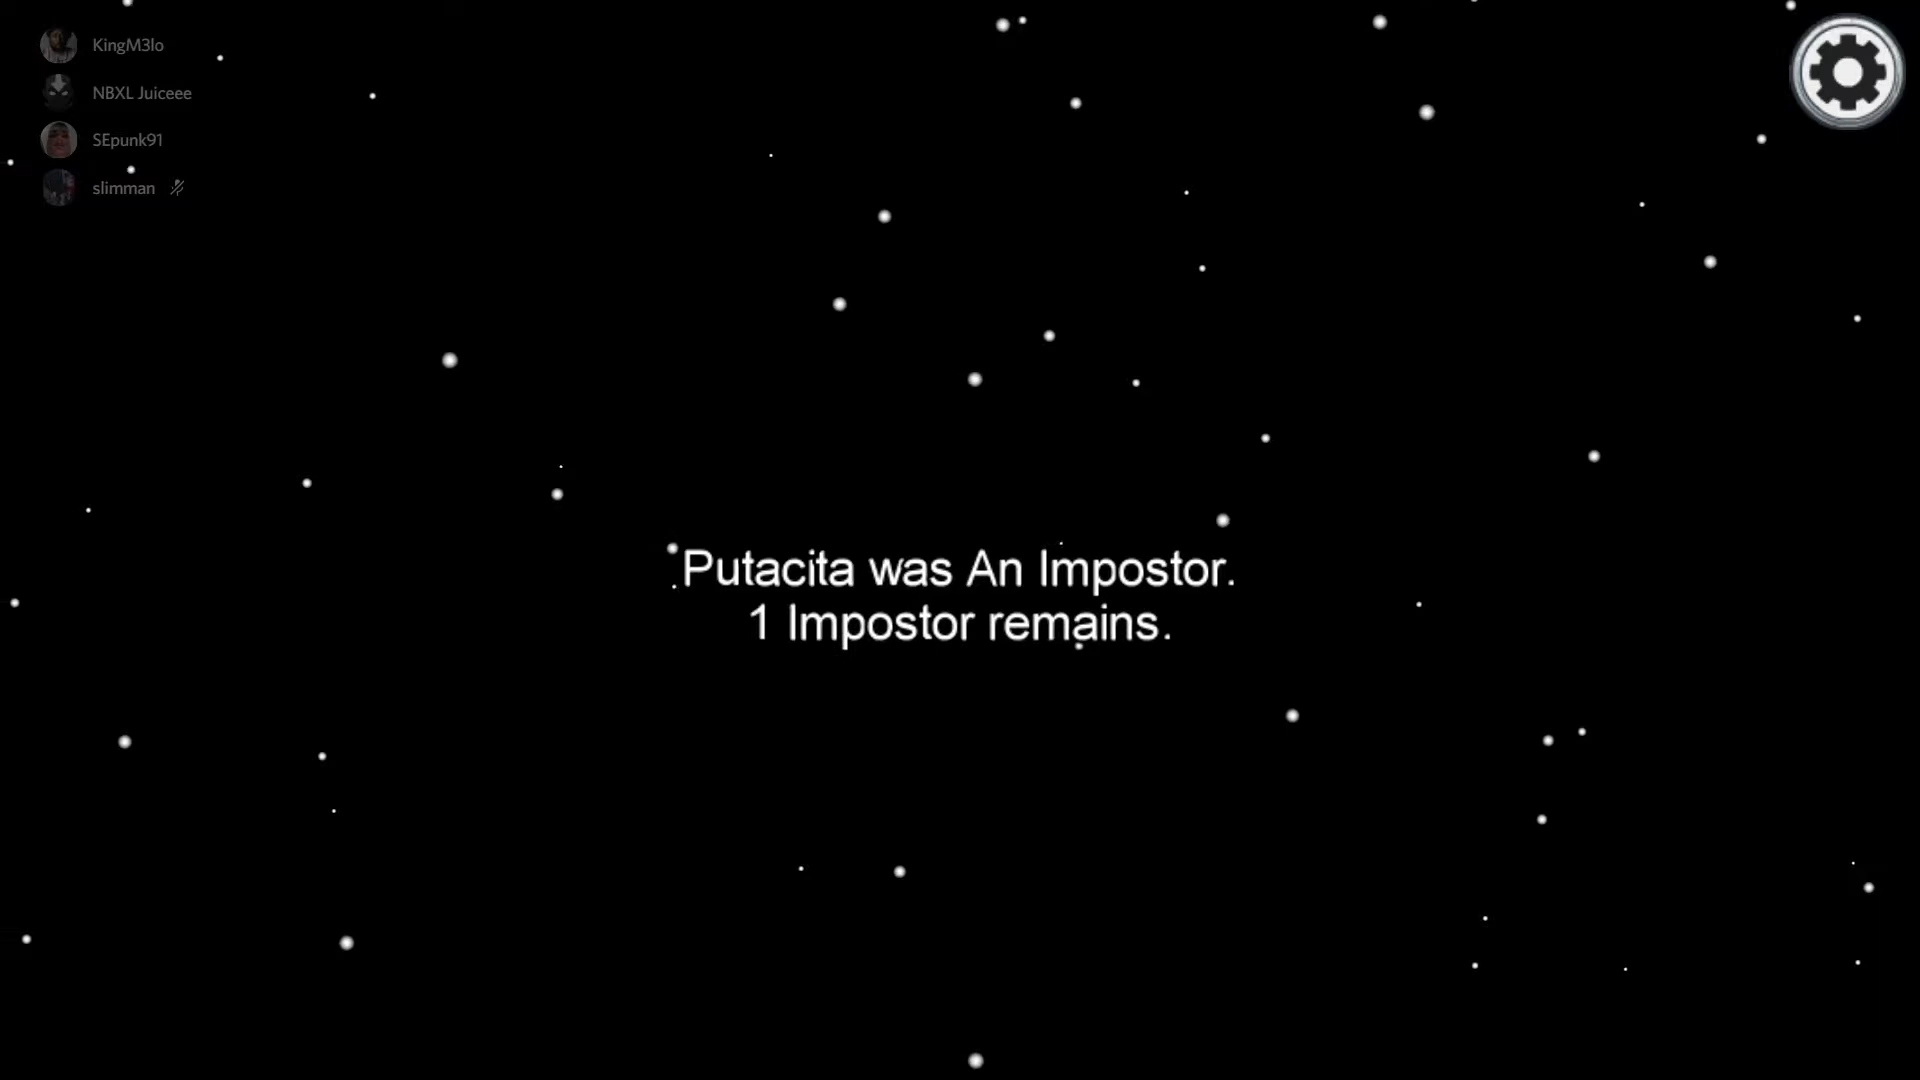 KingM3lo
NBXL Juiceee
SEpunk91
slimman
Putacita was An Impostor.
1 Impostor remains.